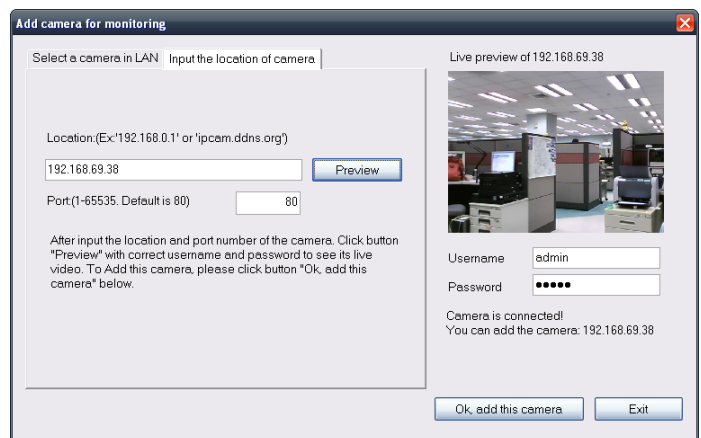 Add camera for monitoring
Select a camera in LAN
Input the location of camera
Location:(Ex:'192.168.0.1' or 'ipcam.ddns.org')
192.168.69.38
Preview
Port:(1-65535. Default is 80)
80
After input the location and port number of the camera. Click button
"Preview" with correct username and password to see its live
video. To Add this camera, please click button "Ok, add this
camera" below.
Live preview of 192.168.69.38
Username
admin
Password
●●●●●
Camera is connected!
You can add the camera: 192.168.69.38
Ok, add this camera
Exit